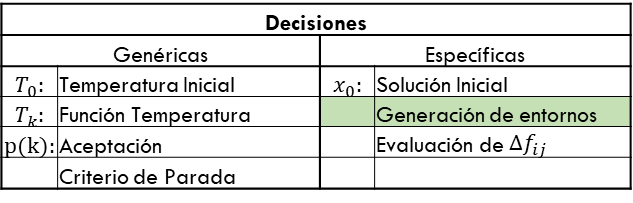 Decisiones
Genéricas Específicas
T₀: Temperatura Inicial x₀: Solución Inicial
Tₖ: Función Temperatura Generación de entornos
p(k): Aceptación Evaluación de Δfᵢⱼ
Criterio de Parada